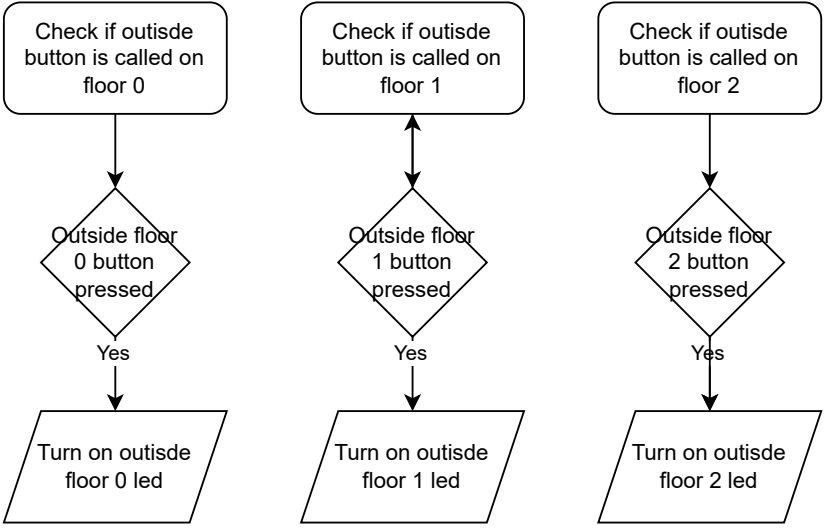 Check if outisde
button is called on
floor 0
Check if outisde
button is called on
floor 1
Check if outisde
button is called on
floor 2
Outside floor
0 button
pressed
Outside floor
1 button
pressed
Outside floor
2 button
pressed
Yes
Yes
Yes
Turn on outisde
floor 0 led
Turn on outisde
floor 1 led
Turn on outisde
floor 2 led